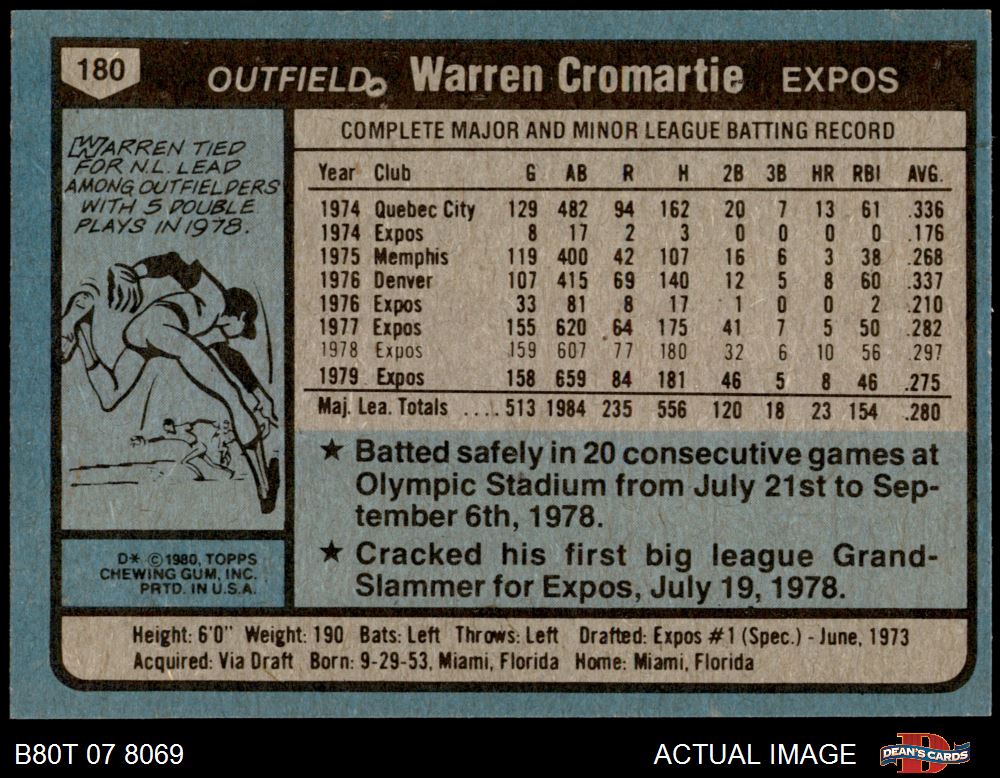 180 OUTFIELD Warren Cromartie EXPOS
WARREN TIED
FOR N.L. LEAD
AMONG OUTFIELDERS
WITH 5 DOUBLE
PLAYS IN 1978.
COMPLETE MAJOR AND MINOR LEAGUE BATTING RECORD
Year Club G AB R H 2B 3B HR RBI AVG.
1974 Quebec City 129 482 94 162 20 7 13 61 .336
1974 Expos 8 17 2 3 0 0 0 0 .176
1975 Memphis 119 400 42 107 16 6 3 38 .268
1976 Denver 107 415 69 140 12 5 8 60 .337
1976 Expos 33 81 8 17 1 0 0 2 .210
1977 Expos 155 620 64 175 41 7 5 50 .282
1978 Expos 159 607 77 180 32 6 10 56 .297
1979 Expos 158 659 84 181 46 5 8 46 .275
Maj. Lea. Totals .... 513 1984 235 556 120 18 23 154 .280
★ Batted safely in 20 consecutive games at
Olympic Stadium from July 21st to Sep-
tember 6th, 1978.
★ Cracked his first big league Grand-
Slammer for Expos, July 19, 1978.
D* © 1980, TOPPS
CHEWING GUM, INC.
PRTD. IN U.S.A.
Height: 6'0" Weight: 190 Bats: Left Throws: Left Drafted: Expos #1 (Spec.) - June, 1973
Acquired: Via Draft Born: 9-29-53, Miami, Florida Home: Miami, Florida
B80T 07 8069 ACTUAL IMAGE DEAN'S CARDS